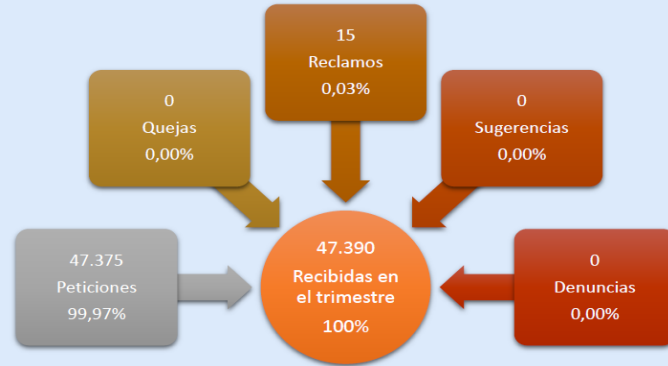 15
Reclamos
0,03%
0
Quejas
0,00%
0
Sugerencias
0,00%
47.375
Peticiones
99,97%
47.390
Recibidas en
el trimestre
100%
0
Denuncias
0,00%